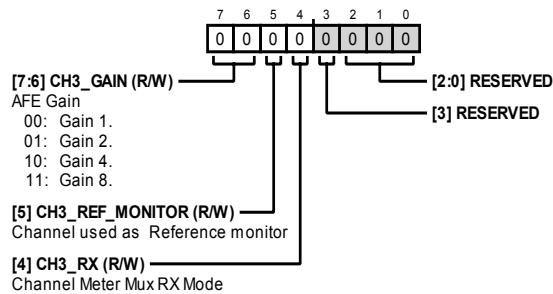 7 6 5 4 3 2 1 0
0 0 0 0 0 0 0 0
[7:6] CH3_GAIN (R/W)
AFE Gain
00: Gain 1.
01: Gain 2.
10: Gain 4.
11: Gain 8.
[5] CH3_REF_MONITOR (R/W)
Channel used as Reference monitor
[4] CH3_RX (R/W)
Channel Meter Mux RX Mode
[2:0] RESERVED
[3] RESERVED